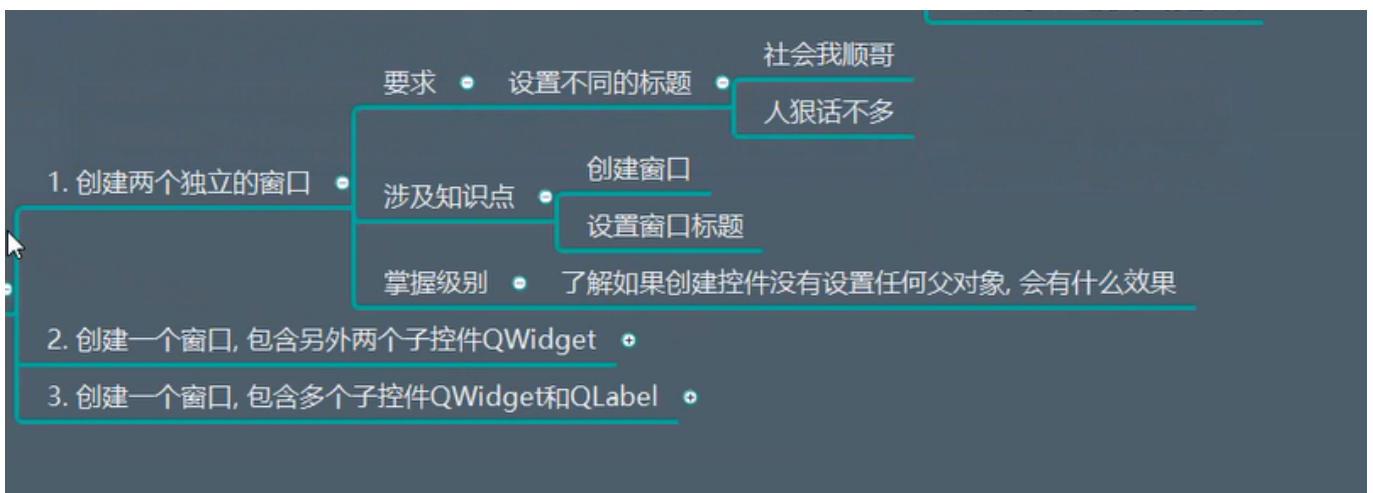 社会我顺哥
要求
设置不同的标题
人狠话不多
1. 创建两个独立的窗口
涉及知识点
创建窗口
设置窗口标题
掌握级别
了解如果创建控件没有设置任何父对象, 会有什么效果
2. 创建一个窗口, 包含另外两个子控件QWidget
3. 创建一个窗口, 包含多个子控件QWidget和QLabel